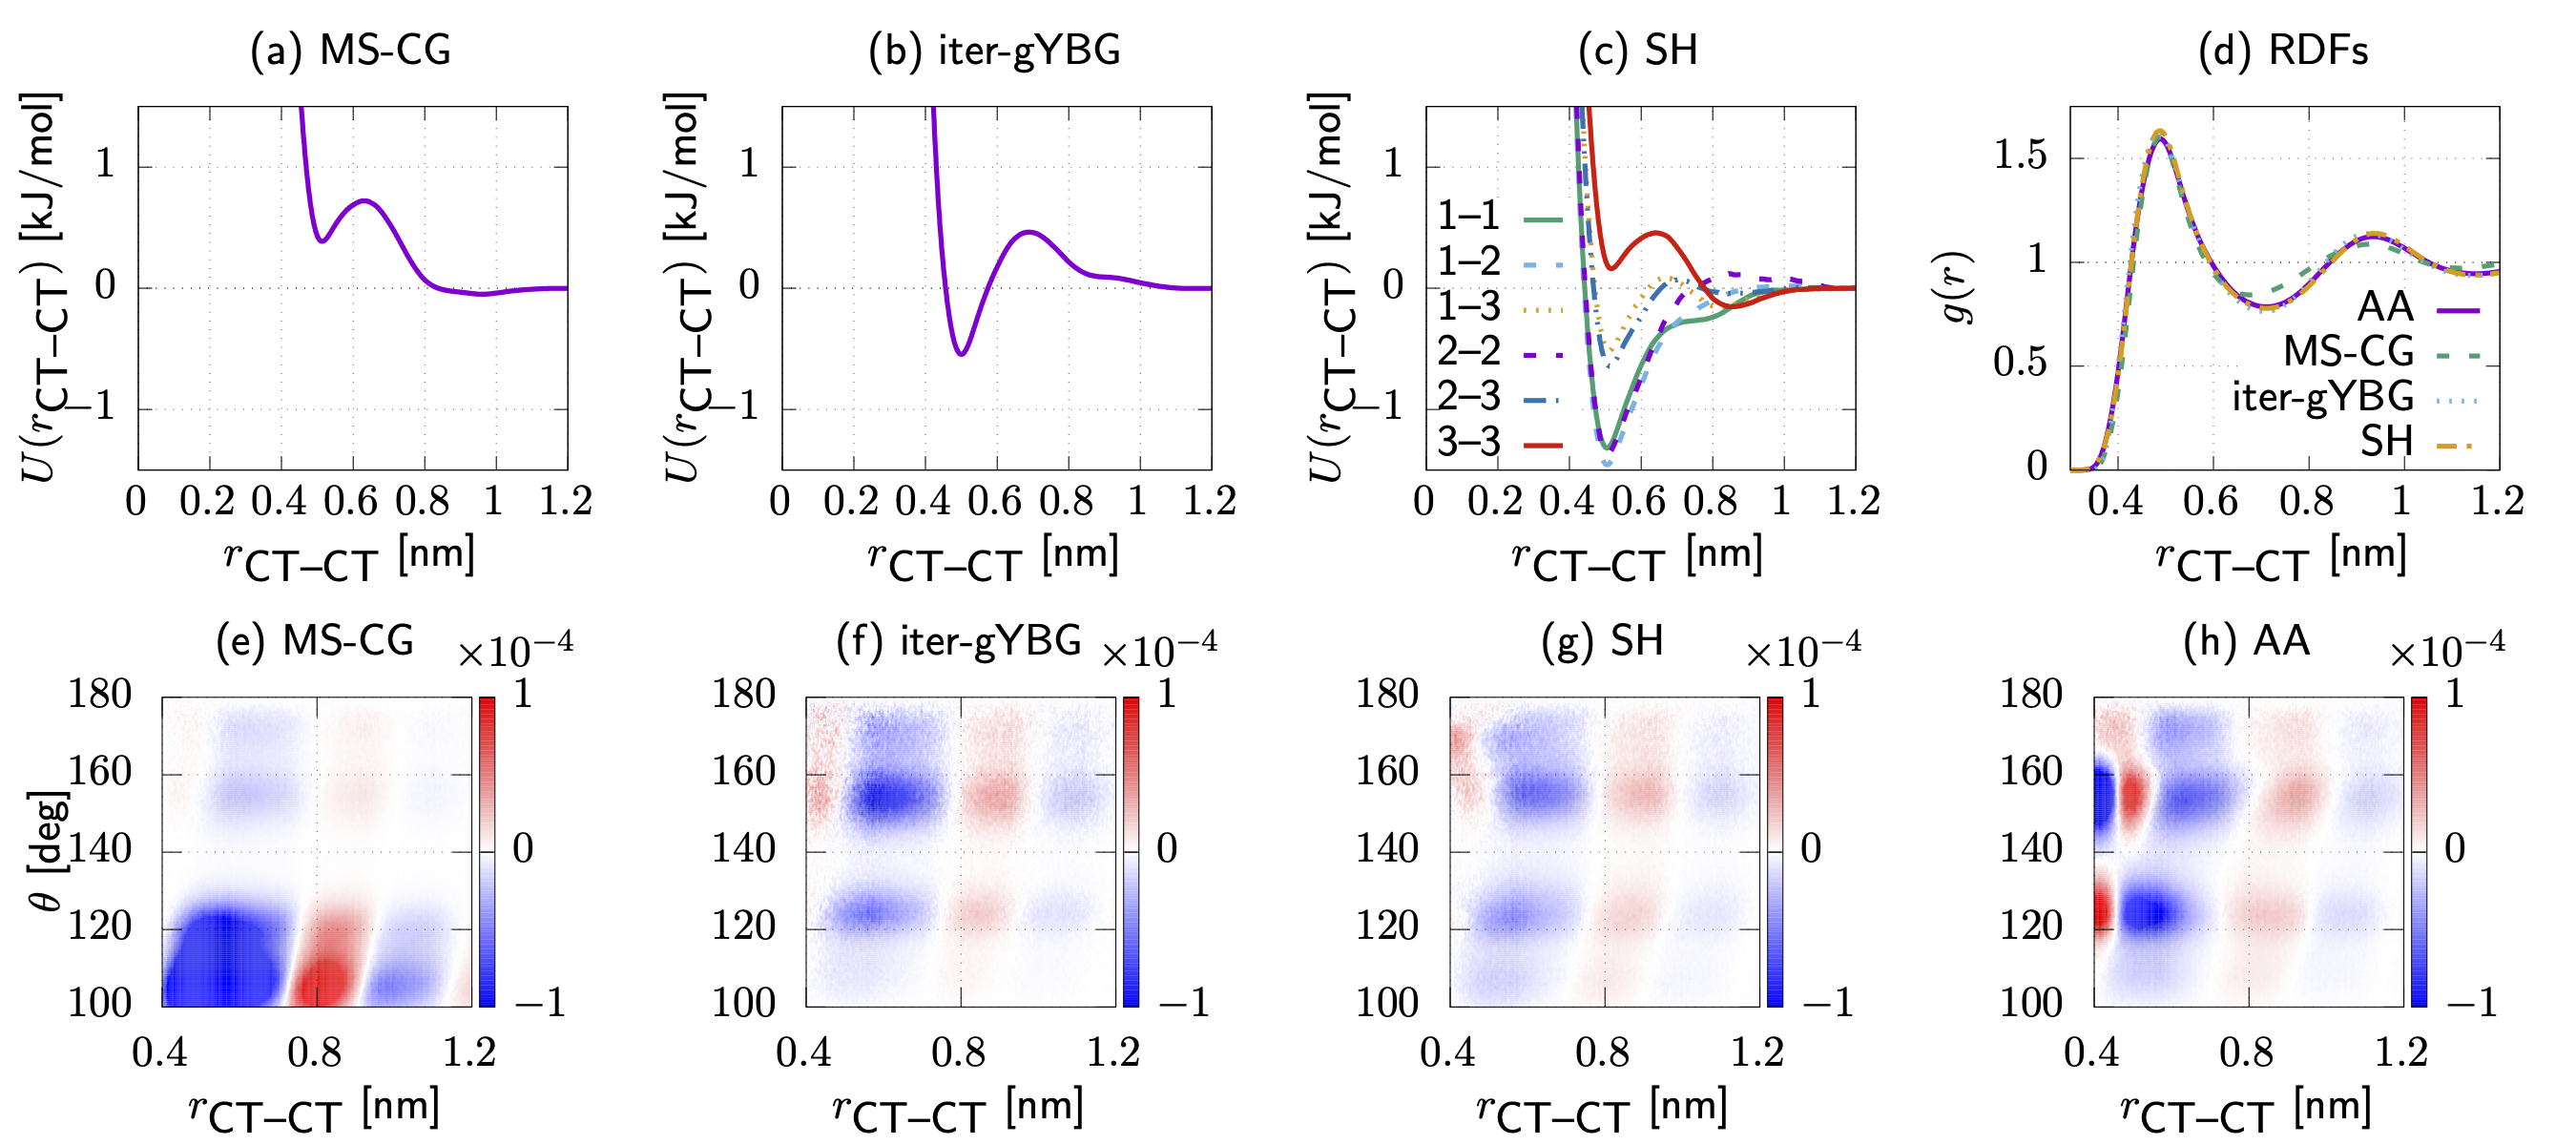 (a) MS-CG
(b) iter-gYBG
(c) SH
(d) RDFs
U(rCT–CT) [kJ/mol]
1
0
−1
0 0.2 0.4 0.6 0.8 1 1.2
rCT–CT [nm]
U(rCT–CT) [kJ/mol]
1
0
−1
0 0.2 0.4 0.6 0.8 1 1.2
rCT–CT [nm]
U(rCT–CT) [kJ/mol]
1
0
−1
1–1
1–2
1–3
2–2
2–3
3–3
0 0.2 0.4 0.6 0.8 1 1.2
rCT–CT [nm]
g(r)
1.5
1
0.5
0
AA
MS-CG
iter-gYBG
SH
0.4 0.6 0.8 1 1.2
rCT–CT [nm]
(e) MS-CG
×10−4
θ [deg]
180
160
140
120
100
1
0
−1
0.4 0.8 1.2
rCT–CT [nm]
(f) iter-gYBG
×10−4
180
160
140
120
100
1
0
−1
0.4 0.8 1.2
rCT–CT [nm]
(g) SH
×10−4
180
160
140
120
100
1
0
−1
0.4 0.8 1.2
rCT–CT [nm]
(h) AA
×10−4
180
160
140
120
100
1
0
−1
0.4 0.8 1.2
rCT–CT [nm]